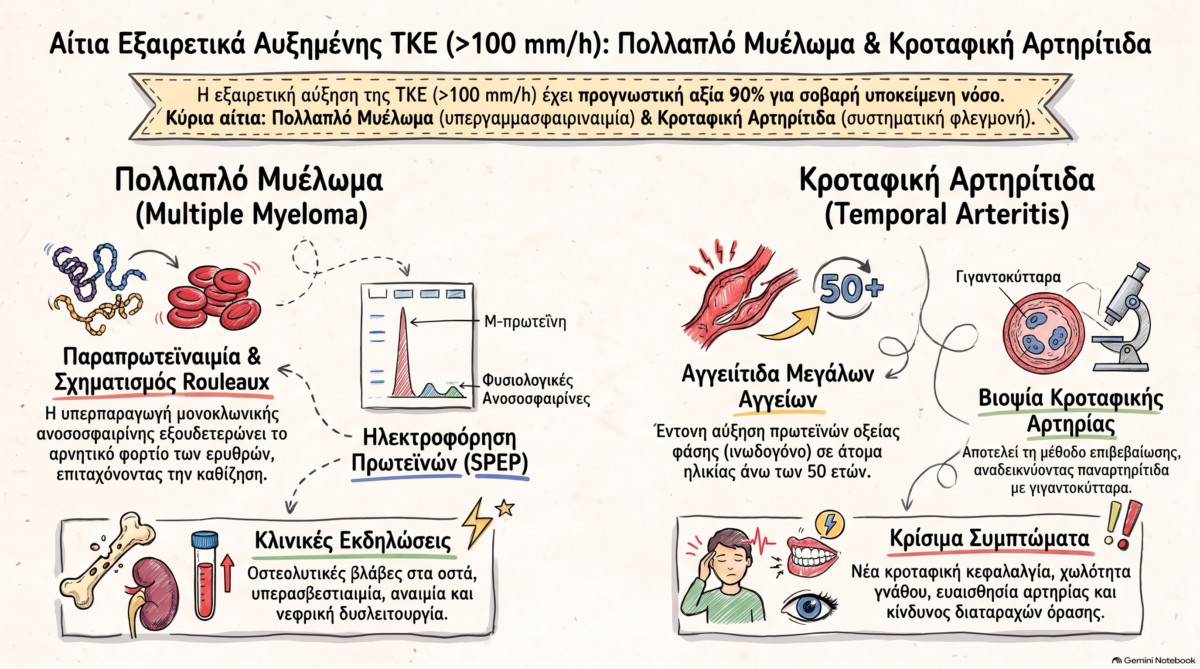 Αίτια Εξαιρετικά Αυξημένης ΤΚΕ (>100 mm/h): Πολλαπλό Μυέλωμα & Κροταφική Αρτηρίτιδα
Η εξαιρετική αύξηση της ΤΚΕ (>100 mm/h) έχει προγνωστική αξία 90% για σοβαρή υποκείμενη νόσο.
Κύρια αίτια: Πολλαπλό Μυέλωμα (υπεργαμμασφαιριναιμία) & Κροταφική Αρτηρίτιδα (συστηματική φλεγμονή).
Πολλαπλό Μυέλωμα
(Multiple Myeloma)
Παραπρωτεϊναιμία &
Σχηματισμός Rouleaux
Η υπερπαραγωγή μονοκλωνικής
ανοσοσφαιρίνης εξουδετερώνει το
αρνητικό φορτίο των ερυθρών,
επιταχόνοντας την καθίζηση.
Μ-πρωτεΐνη
Φυσιολογικές
Ανοσοσφαιρίνες
Ηλεκτροφόρηση
Πρωτεϊνών (SPEP)
Κλινικές Εκδηλώσεις
Οστεολυτικές βλάβες στα οστά,
υπερασβεστιαιμία, αναιμία και
νεφρική δυσλειτουργία.
Κροταφική Αρτηρίτιδα
(Temporal Arteritis)
50+
Αγγειίτιδα Μεγάλων
Αγγείων
Έντονη αύξηση πρωτεϊνών οξείας
φάσης (ινωδογόνο) σε άτομα
ηλικίας άνω των 50 ετών.
Γιγαντοκύτταρα
Βιοψία Κροταφικής
Αρτηρίας
Αποτελεί τη μέθοδο επιβεβαίωσης,
αναδεικνύοντας παναρτηρίτιδα
με γιγαντοκύτταρα.
Κρίσιμα Συμπτώματα
Νέα κροταφική κεφαλαλγία, χωλότητα
γνάθου, ευαισθησία αρτηρίας και
κίνδυνος διαταραχών όρασης.
Gemini Notebook